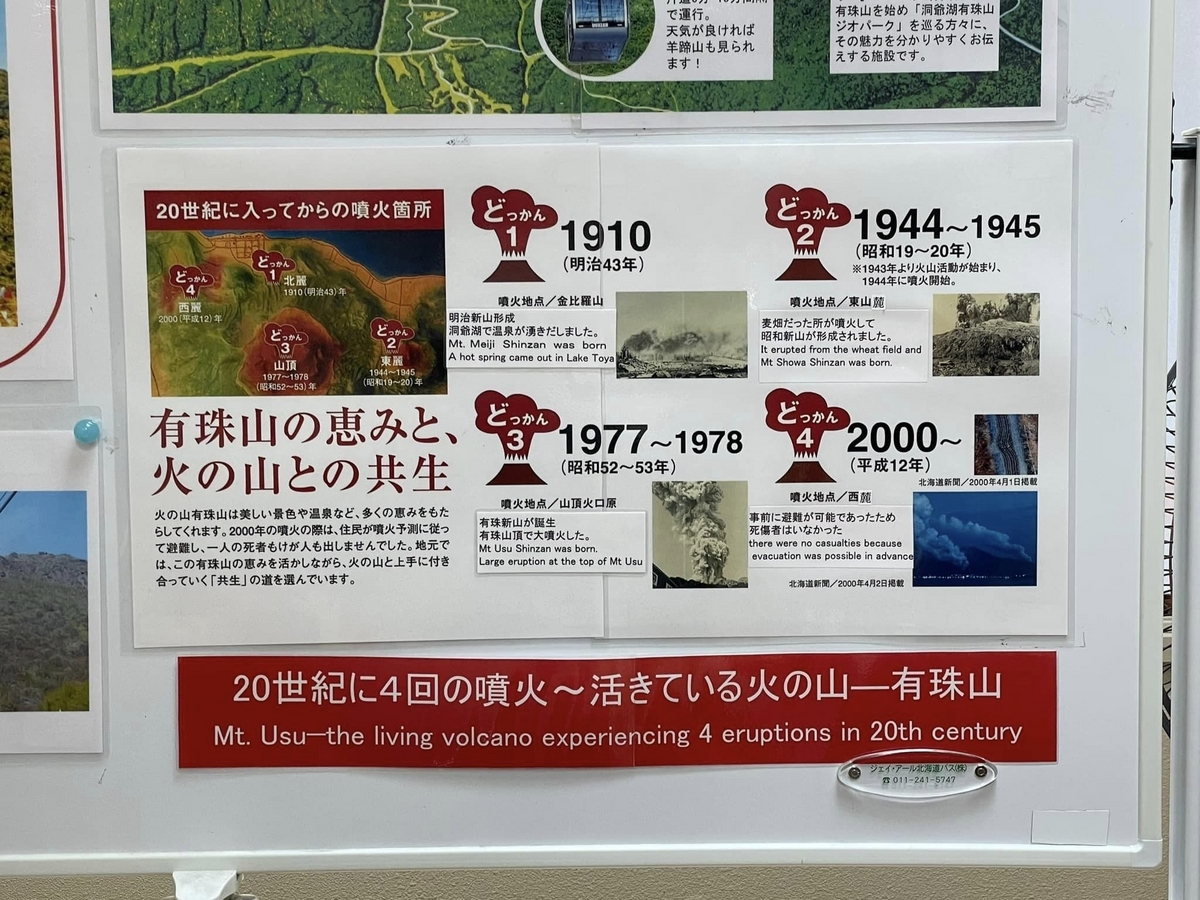 で運行。
天気が良ければ
羊蹄山も見られ
ます！
有珠山を始め「洞爺湖有珠山
ジオパーク」を巡る方々に、
その魅力を分かりやすくお伝
えする施設です。
20世紀に入ってからの噴火箇所
どっかん
4
西麓
2000（平成12）年
どっかん
1
北麓
1910（明治43）年
どっかん
3
山頂
1977〜1978
（昭和52〜53）年
どっかん
2
東麓
1944〜1945
（昭和19〜20）年
有珠山の恵みと、
火の山との共生
火の山有珠山は美しい景色や温泉など、多くの恵みをもた
らしてくれます。2000年の噴火の際は、住民が噴火予測に従っ
て避難し、一人の死者もけが人も出しませんでした。地元で
は、この有珠山の恵みを活かしながら、火の山と上手に付き
合っていく「共生」の道を選んでいます。
どっかん
1
1910
（明治43年）
噴火地点／金比羅山
明治新山形成
洞爺湖で温泉が湧きだしました。
Mt. Meiji Shinzan was born
A hot spring came out in Lake Toya
どっかん
2
1944〜1945
（昭和19〜20年）
※1943年より火山活動が始まり、
1944年に噴火開始。
噴火地点／東山麓
麦畑だった所が噴火して
昭和新山が形成されました。
It erupted from the wheat field and
Mt Showa Shinzan was born.
どっかん
3
1977〜1978
（昭和52〜53年）
噴火地点／山頂火口原
有珠新山が誕生
有珠山頂で大噴火した。
Mt Usu Shinzan was born.
Large eruption at the top of Mt Usu
どっかん
4
2000〜
（平成12年）
北海道新聞／2000年4月1日掲載
噴火地点／西麓
事前に避難が可能であったため
死傷者はいなかった
there were no casualties because
evacuation was possible in advance
北海道新聞／2000年4月2日掲載
20世紀に4回の噴火〜活きている火の山—有珠山
Mt. Usu—the living volcano experiencing 4 eruptions in 20th century
ジェイ・アール北海道バス(株)
☎ 011-241-5747